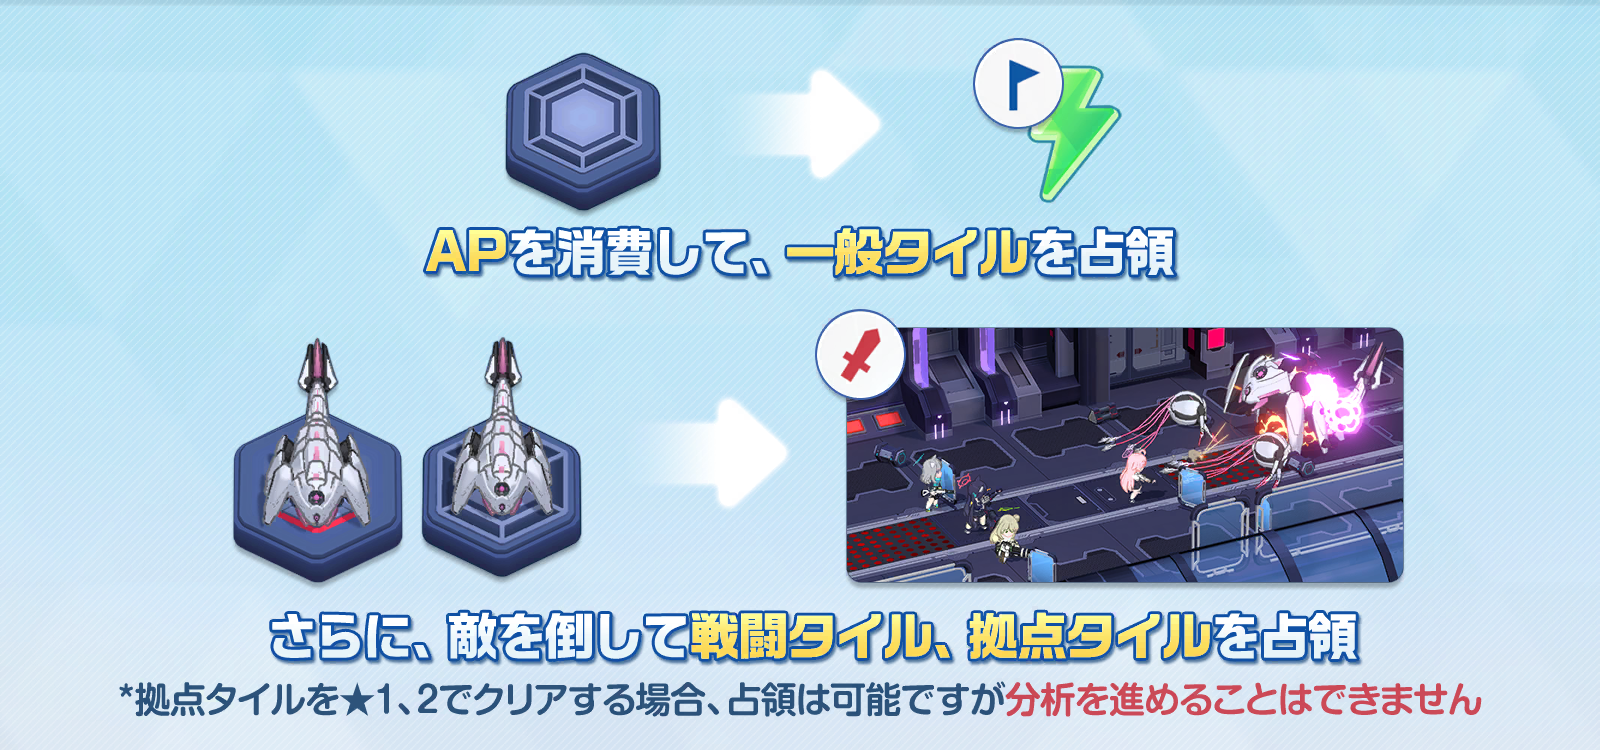 APを消費して、一般タイルを占領
さらに、敵を倒して戦闘タイル、拠点タイルを占領
*拠点タイルを★1、2でクリアする場合、占領は可能ですが分析を進めることはできません